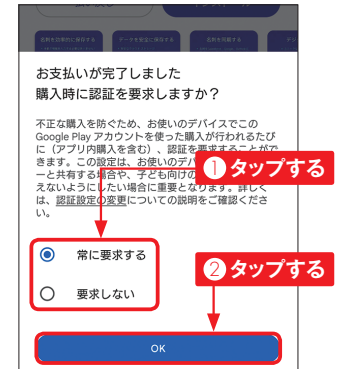 お支払いが完了しました
購入時に認証を要求しますか？
不正な購入を防ぐため、お使いのデバイスでこの
Google Play アカウントを使った購入が行われるたび
に（アプリ内購入を含む）、認証を要求することがで
きます。この設定は、お使いのデバ
①タップする
ーと共有する場合や、子ども向けの
えないようにしたい場合に重要となります。詳しく
は、認証設定の変更についての説明をご確認くださ
い。
常に要求する
②タップする
要求しない
OK